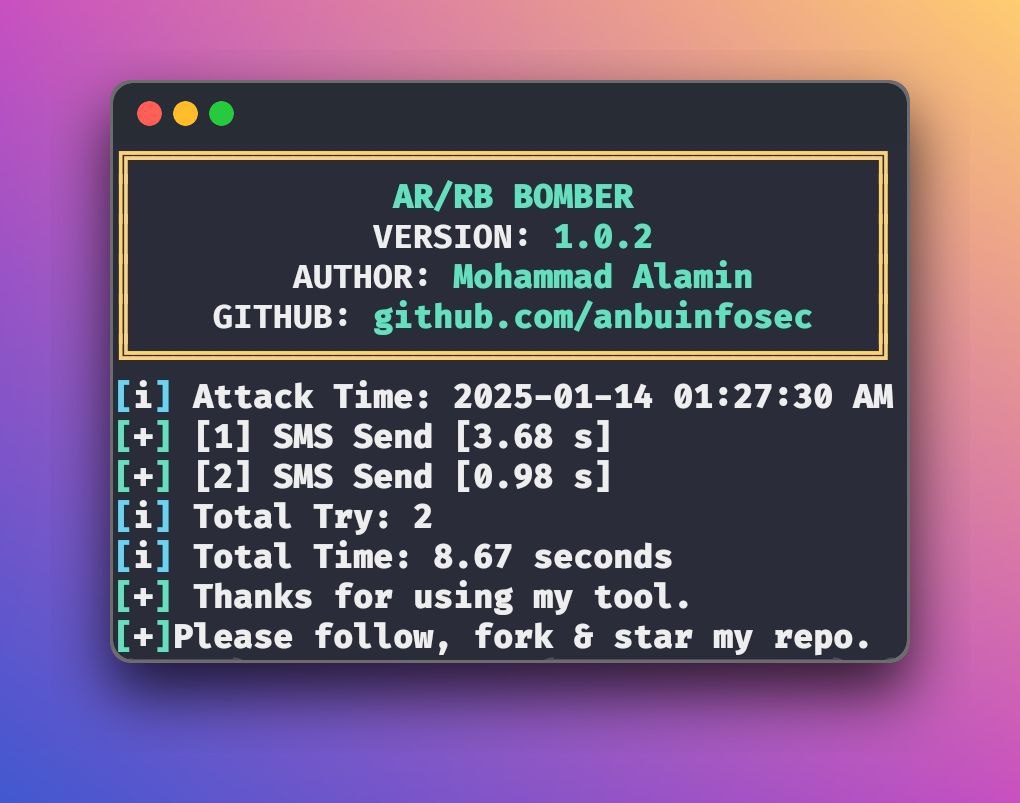 AR/RB BOMBER
VERSION: 1.0.2
AUTHOR: Mohammad Alamin
GITHUB: github.com/anbuinfosec
[i] Attack Time: 2025-01-14 01:27:30 AM
[+] [1] SMS Send [3.68 s]
[+] [2] SMS Send [0.98 s]
[i] Total Try: 2
[i] Total Time: 8.67 seconds
[+] Thanks for using my tool.
[+]Please follow, fork & star my repo.